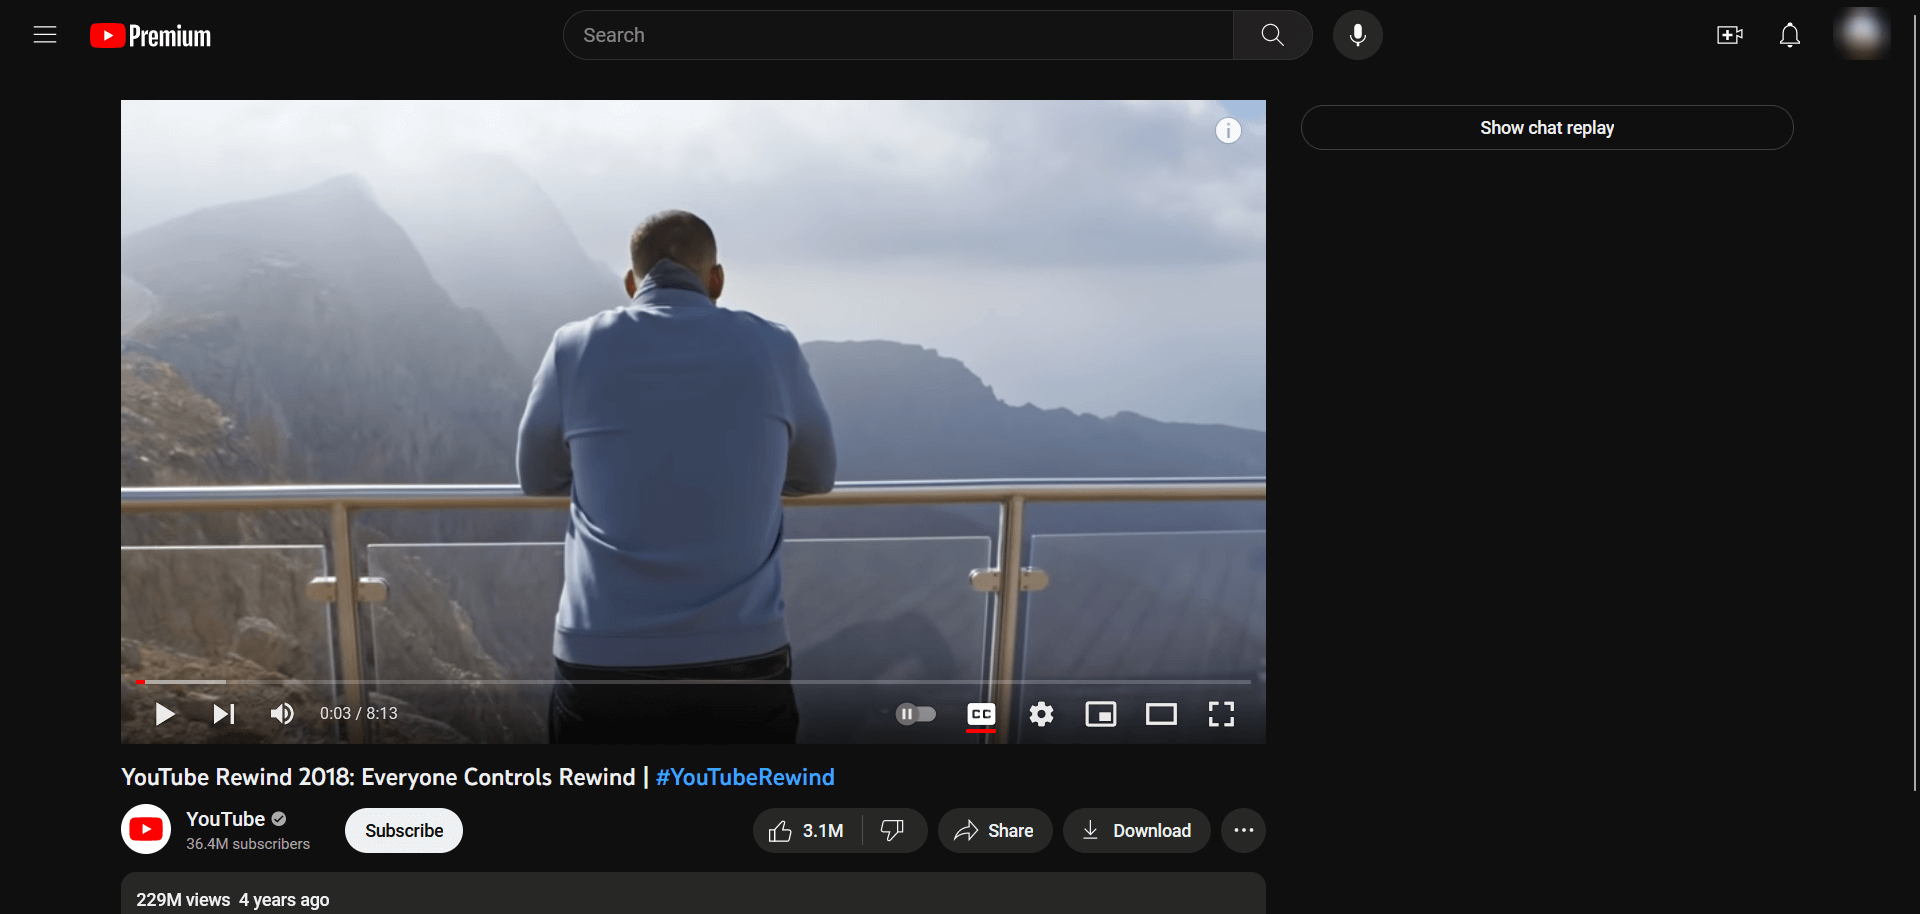 Premium
Search
Show chat replay
0:03 / 8:13
CC
YouTube Rewind 2018: Everyone Controls Rewind | #YouTubeRewind
YouTube
36.4M subscribers
Subscribe
3.1M
Share
Download
229M views 4 years ago